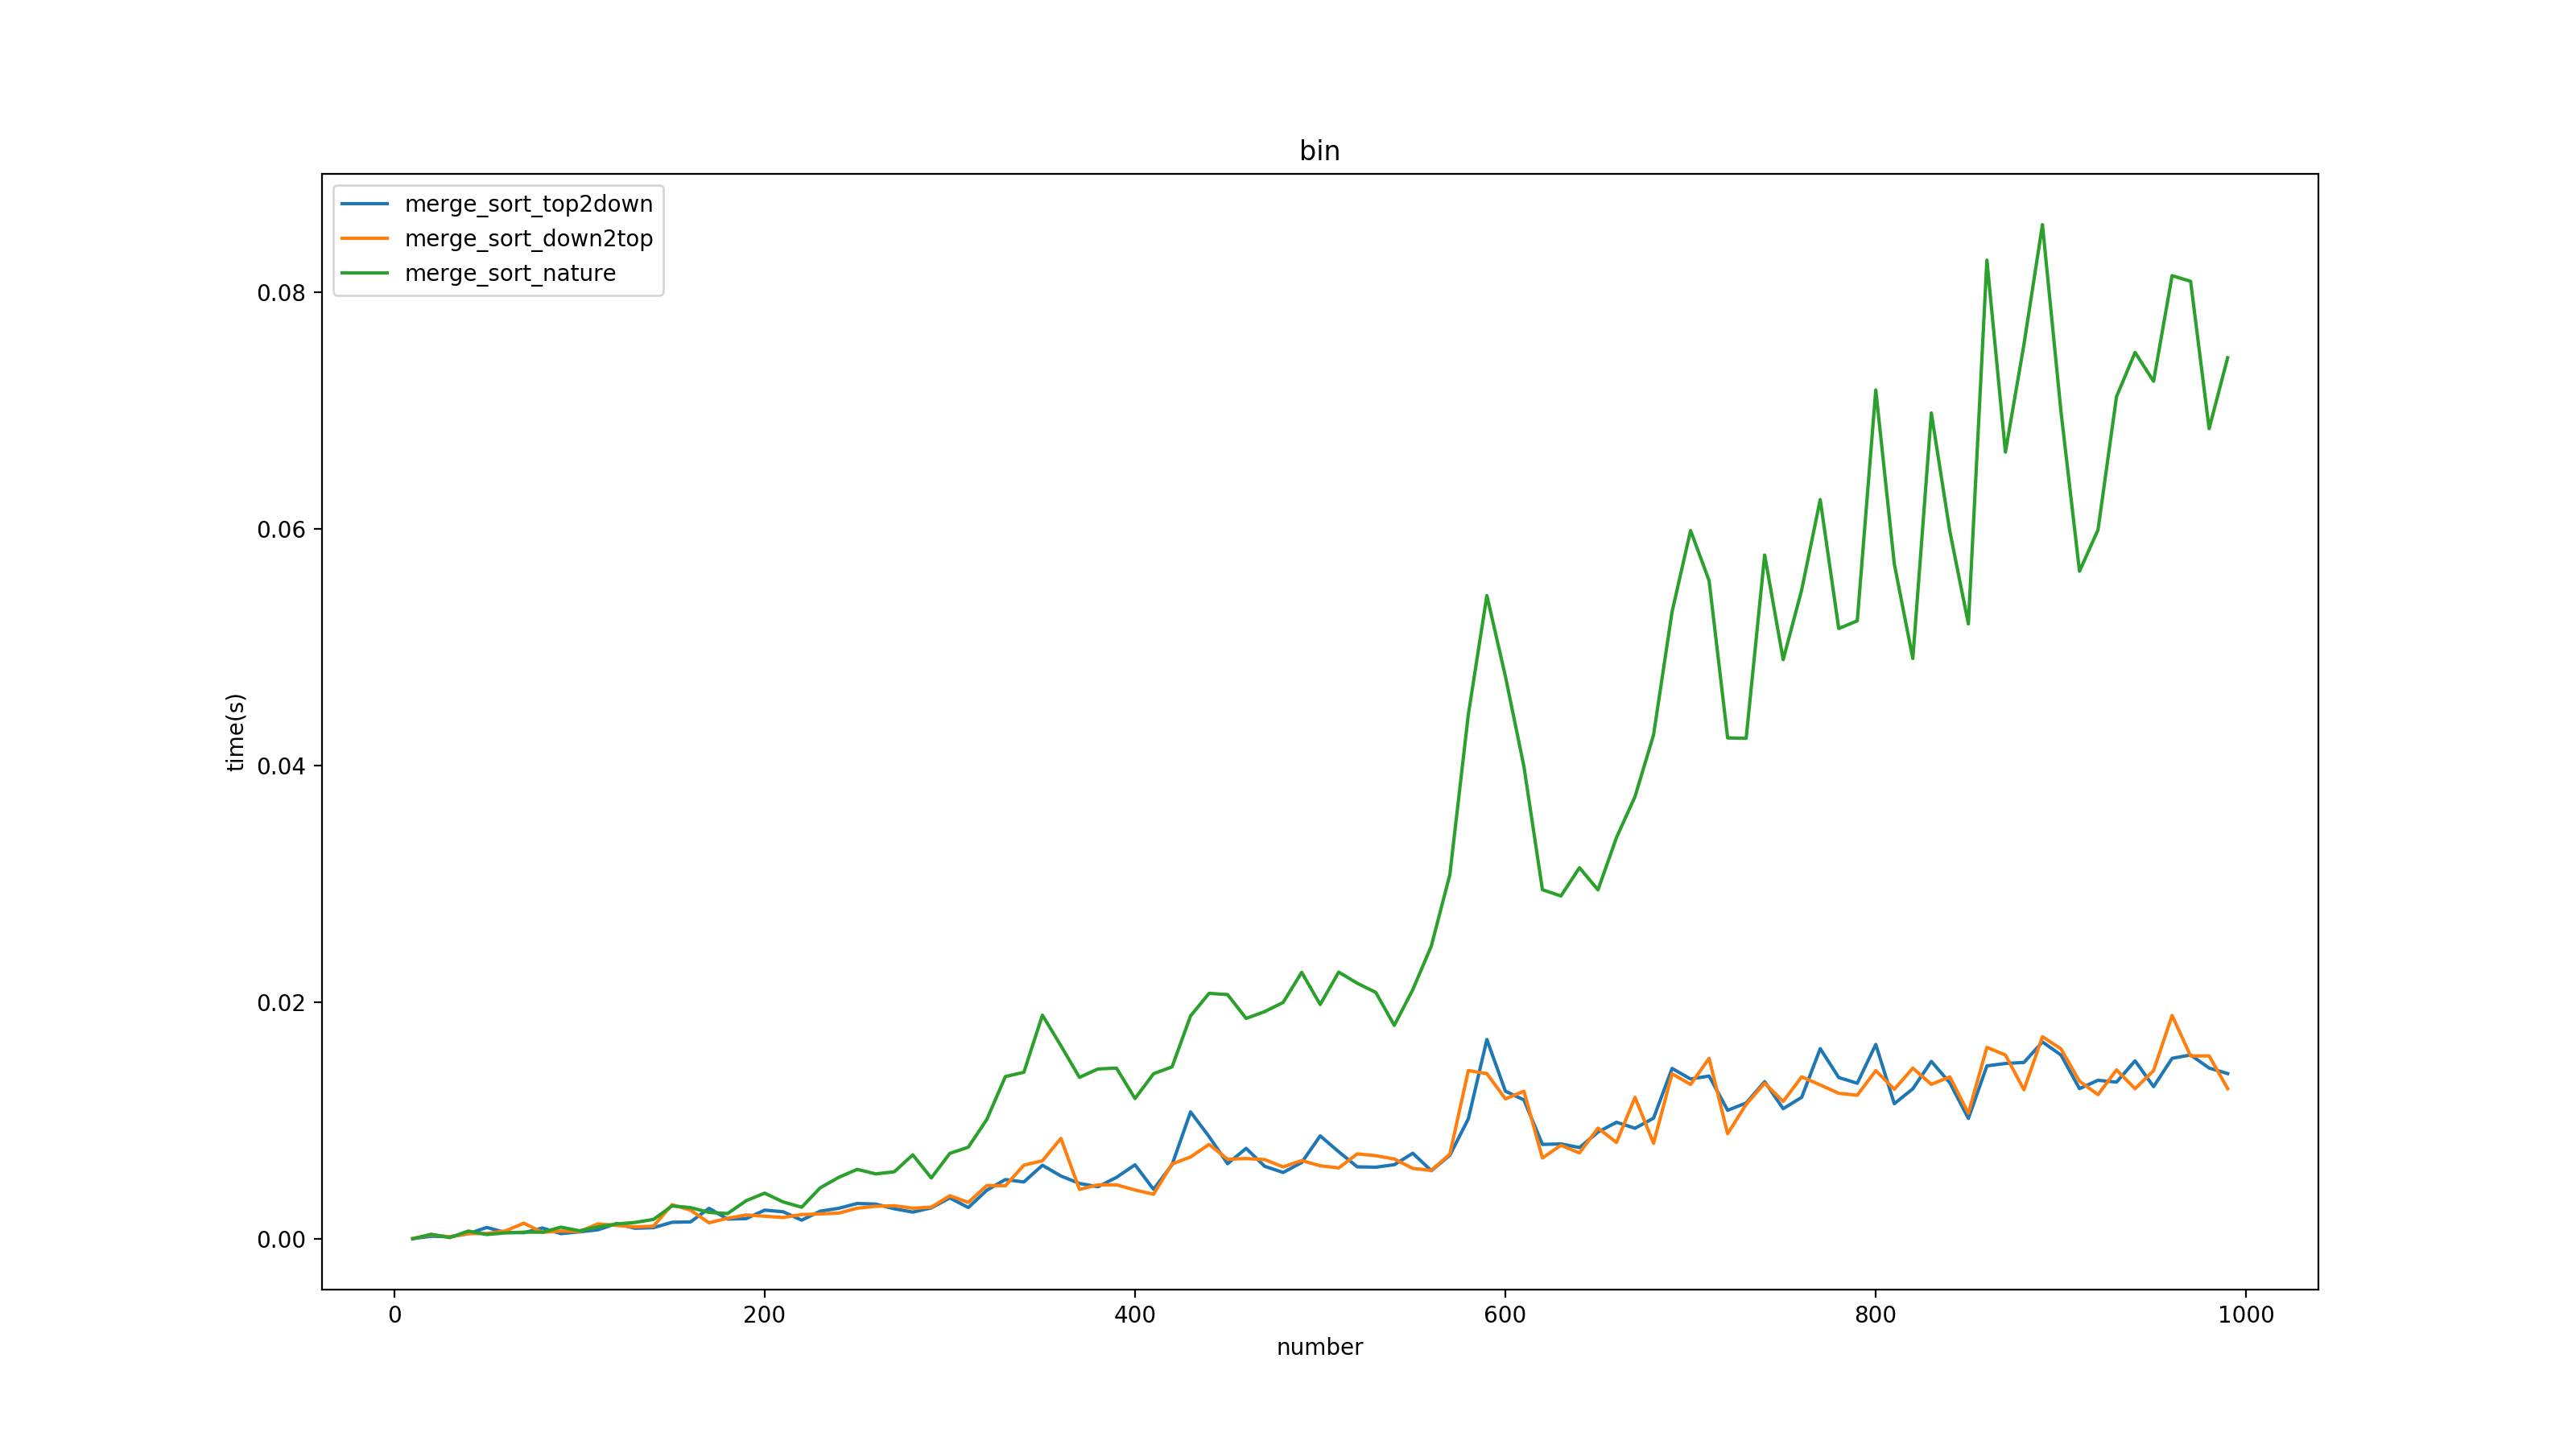 bin
merge_sort_top2down
merge_sort_down2top
merge_sort_nature
0.08
0.06
0.04
0.02
0.00
time(s)
0 200 400 600 800 1000
number